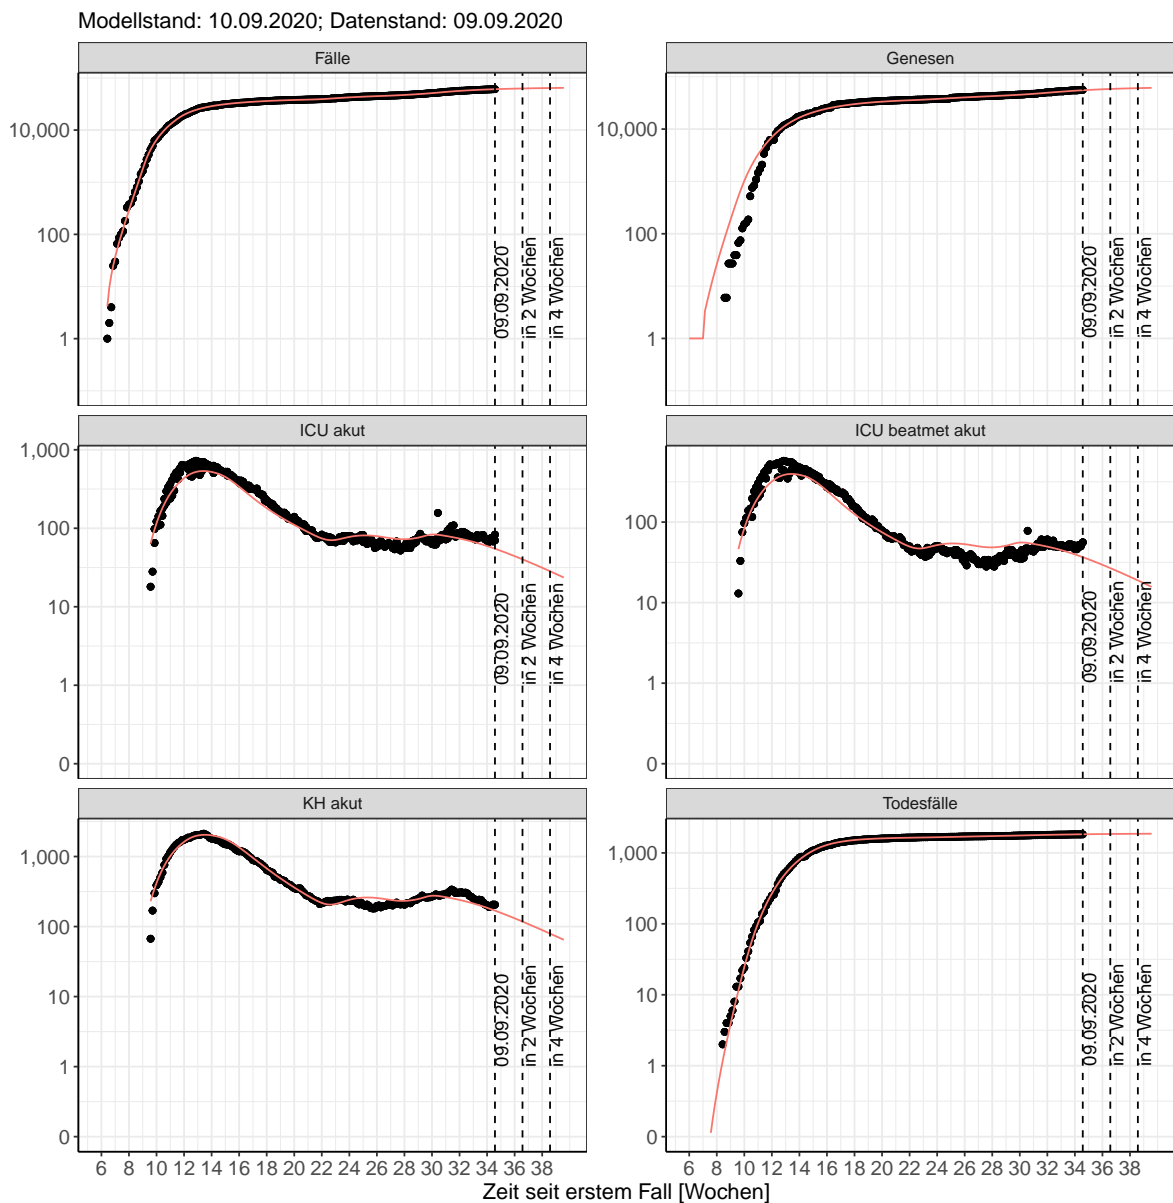 Modellstand: 10.09.2020; Datenstand: 09.09.2020
Fälle
10,000
100
1
09.09.2020
in 2 Wochen
in 4 Wochen
Genesen
10,000
100
1
09.09.2020
in 2 Wochen
in 4 Wochen
ICU akut
1,000
100
10
1
0
09.09.2020
in 2 Wochen
in 4 Wochen
ICU beatmet akut
100
10
1
0
09.09.2020
in 2 Wochen
in 4 Wochen
KH akut
1,000
100
10
1
0
09.09.2020
in 2 Wochen
in 4 Wochen
Todesfälle
1,000
100
10
1
0
09.09.2020
in 2 Wochen
in 4 Wochen
6 8 10 12 14 16 18 20 22 24 26 28 30 32 34 36 38
6 8 10 12 14 16 18 20 22 24 26 28 30 32 34 36 38
Zeit seit erstem Fall [Wochen]